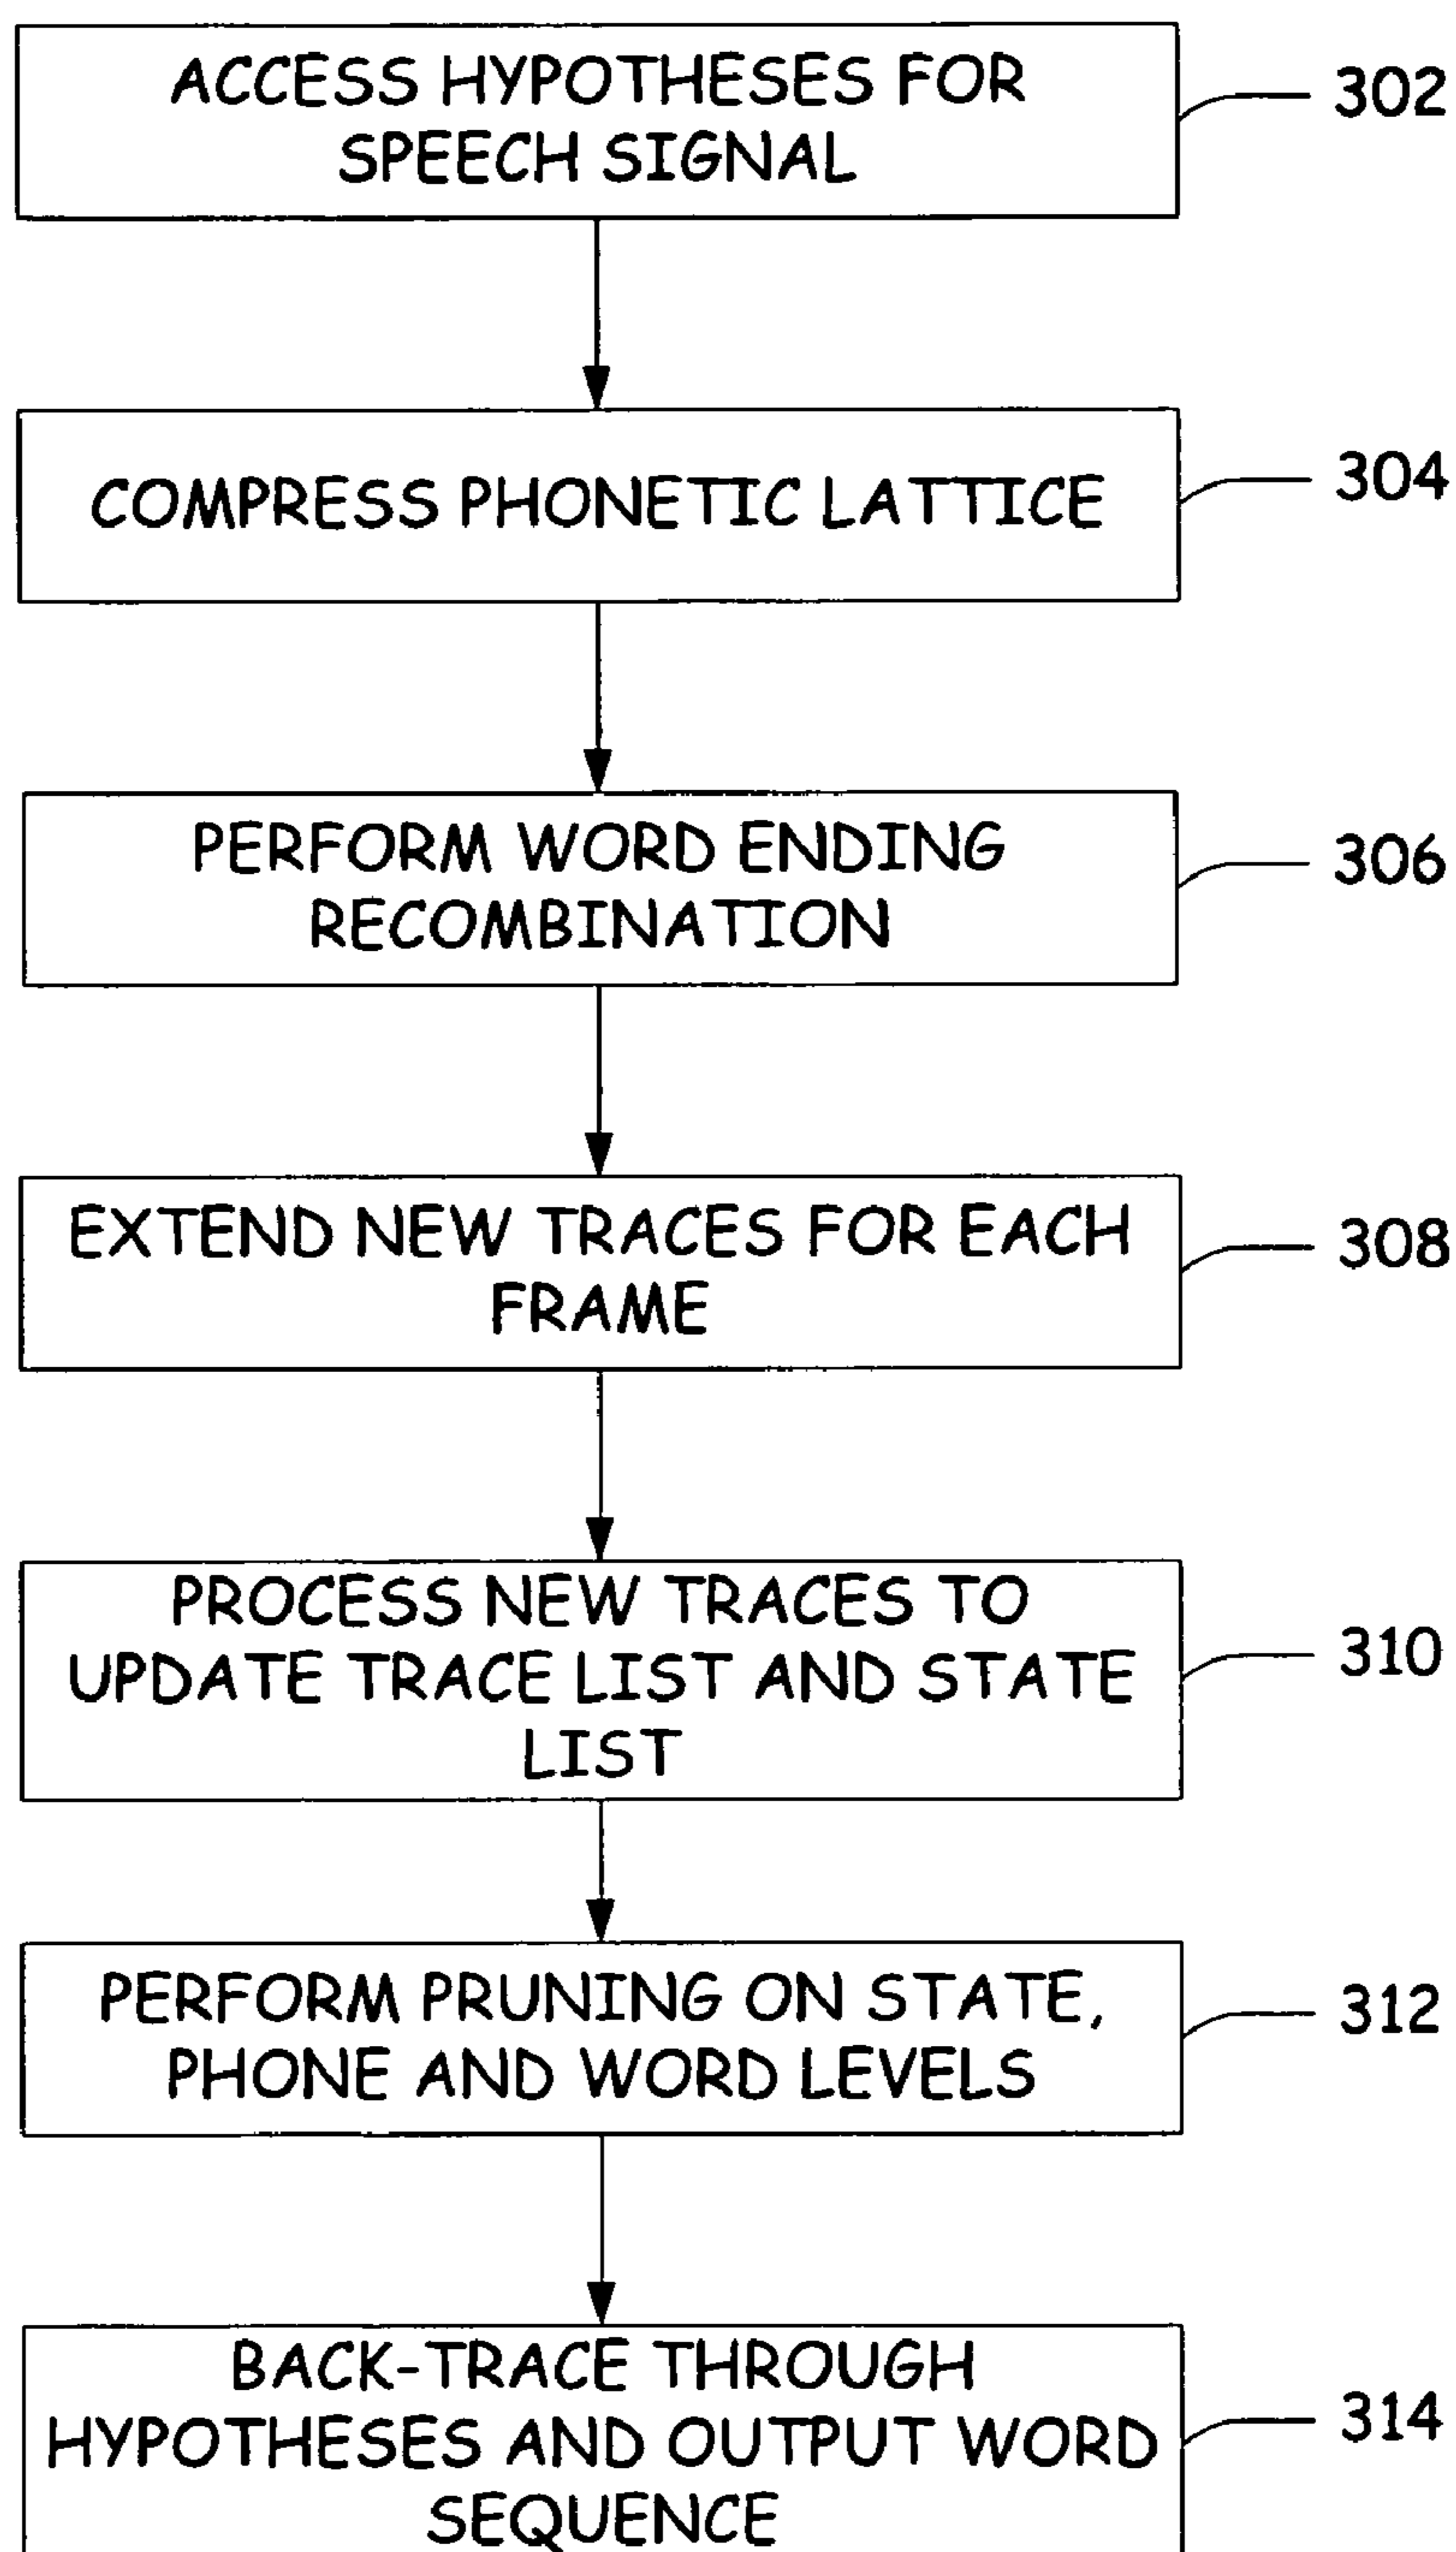 ACCESS HYPOTHESES FOR
SPEECH SIGNAL
302
COMPRESS PHONETIC LATTICE
304
PERFORM WORD ENDING
RECOMBINATION
306
EXTEND NEW TRACES FOR EACH
FRAME
308
PROCESS NEW TRACES TO
UPDATE TRACE LIST AND STATE
LIST
310
PERFORM PRUNING ON STATE,
PHONE AND WORD LEVELS
312
BACK-TRACE THROUGH
HYPOTHESES AND OUTPUT WORD
SEQUENCE
314